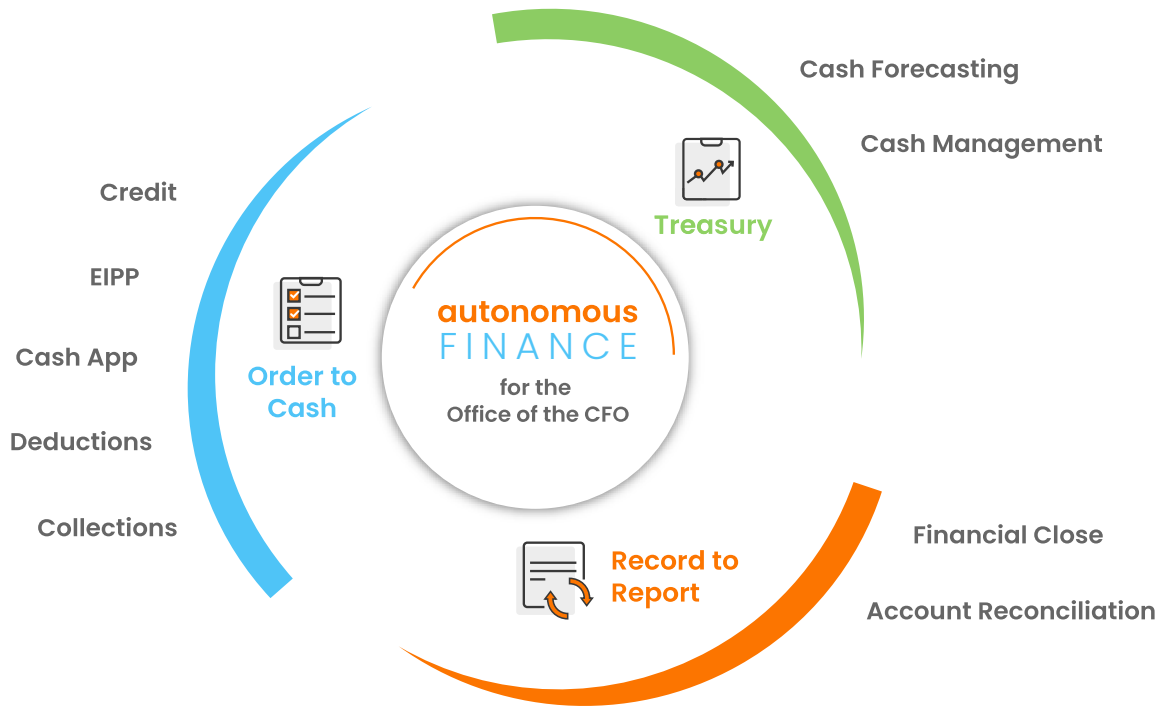 Cash Forecasting
Cash Management
Treasury
Credit
EIPP
Cash App
Deductions
Collections
Order to
Cash
autonomous
FINANCE
for the
Office of the CFO
Record to
Report
Financial Close
Account Reconciliation